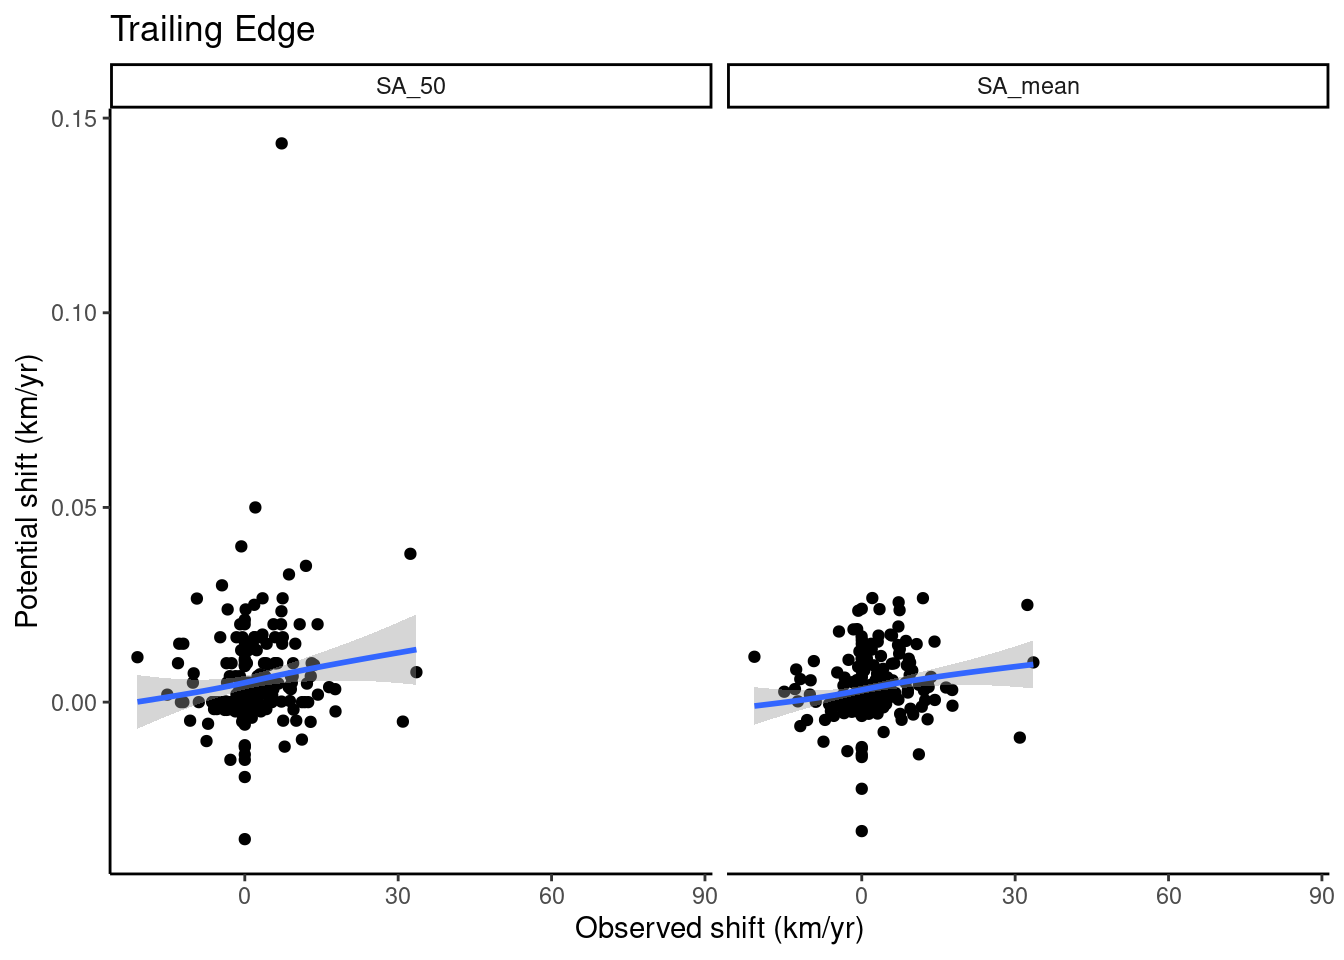 Trailing Edge
SA_50
SA_mean
0.15
0.10
0.05
0.00
Potential shift (km/yr)
0
30
60
90
0
30
60
90
Observed shift (km/yr)